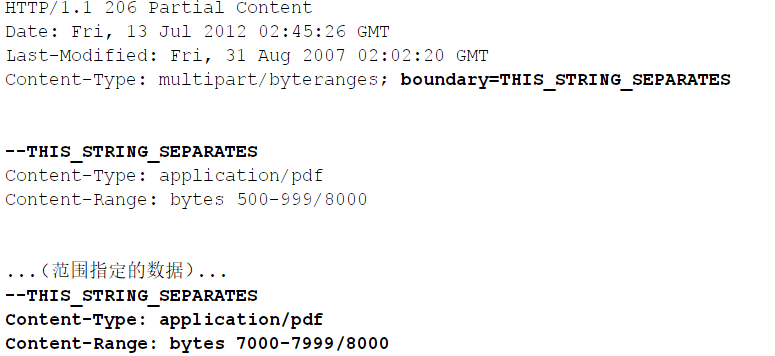 HTTP/1.1 206 Partial Content
Date: Fri, 13 Jul 2012 02:45:26 GMT
Last-Modified: Fri, 31 Aug 2007 02:02:20 GMT
Content-Type: multipart/byteranges; boundary=THIS_STRING_SEPARATES
--THIS_STRING_SEPARATES
Content-Type: application/pdf
Content-Range: bytes 500-999/8000
...(范围指定的数据)...
--THIS_STRING_SEPARATES
Content-Type: application/pdf
Content-Range: bytes 7000-7999/8000